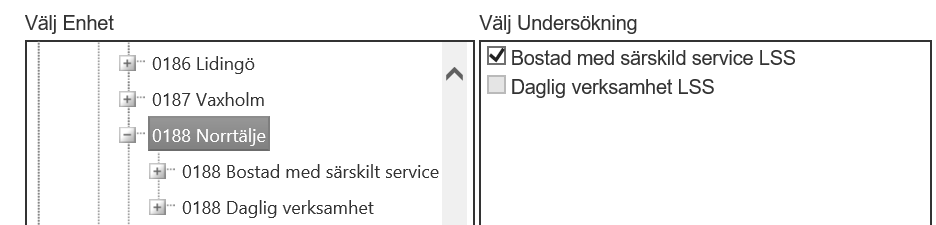 Välj Enhet
0186 Lidingö
0187 Vaxholm
0188 Norrtälje
0188 Bostad med särskilt service
0188 Daglig verksamhet
Välj Undersökning
Bostad med särskild service LSS
Daglig verksamhet LSS